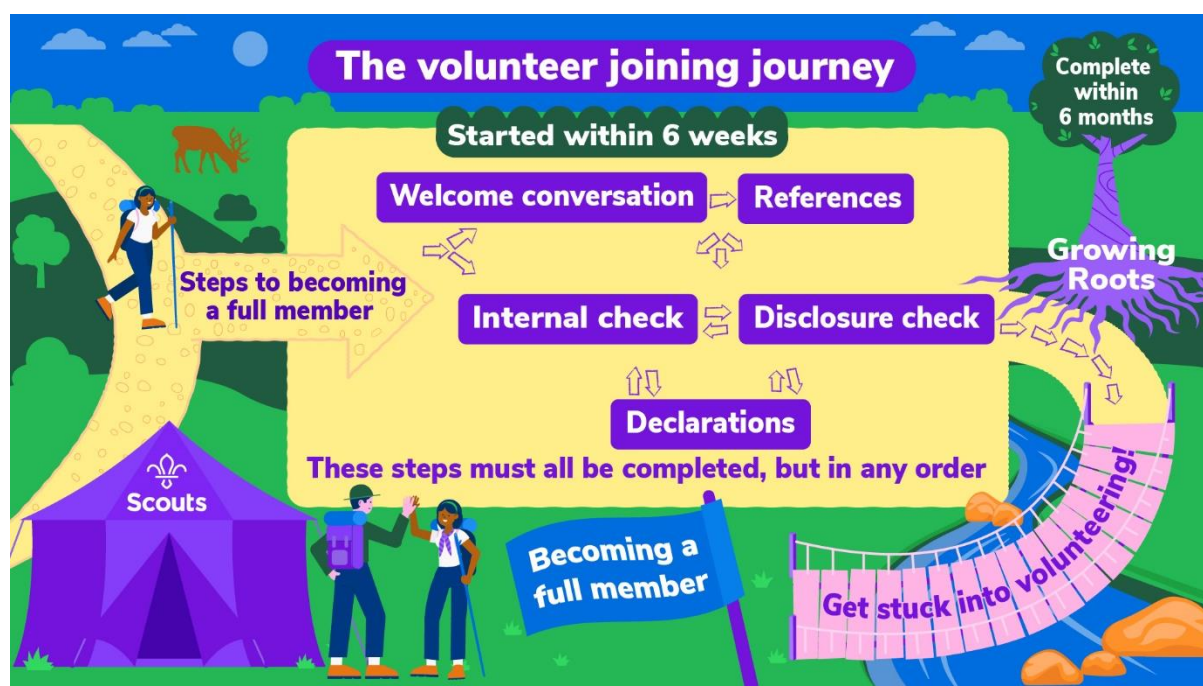 The volunteer joining journey
Complete
within
6 months
Started within 6 weeks
Welcome conversation
References
Growing
Roots
Steps to becoming
a full member
Internal check
Disclosure check
Declarations
These steps must all be completed, but in any order
Scouts
Becoming a
full member
Get stuck into volunteering!